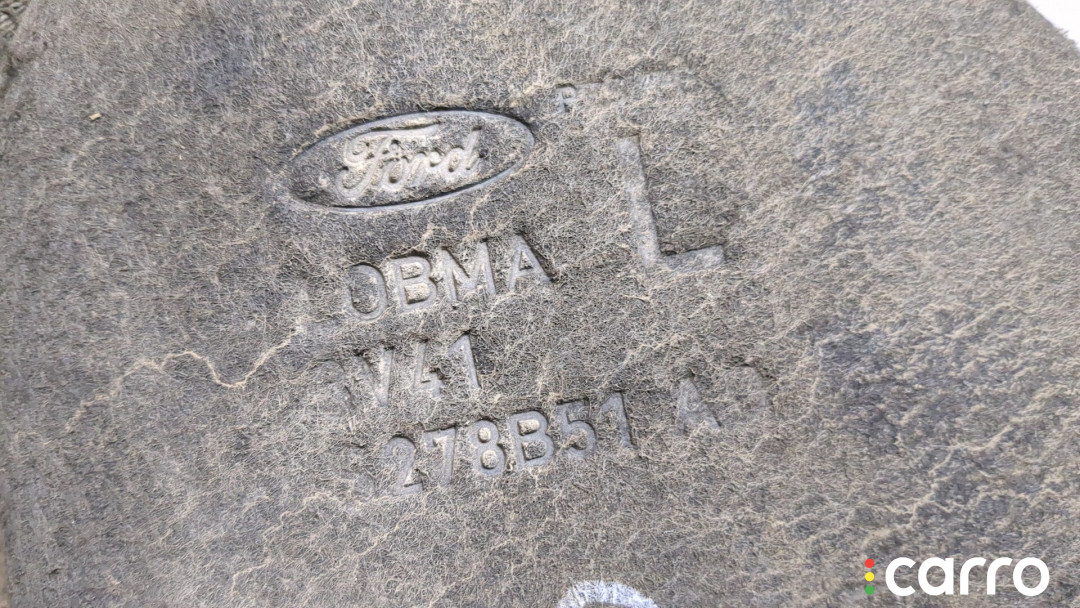 Ford
L
OBMA
V41
278B51 A
carro